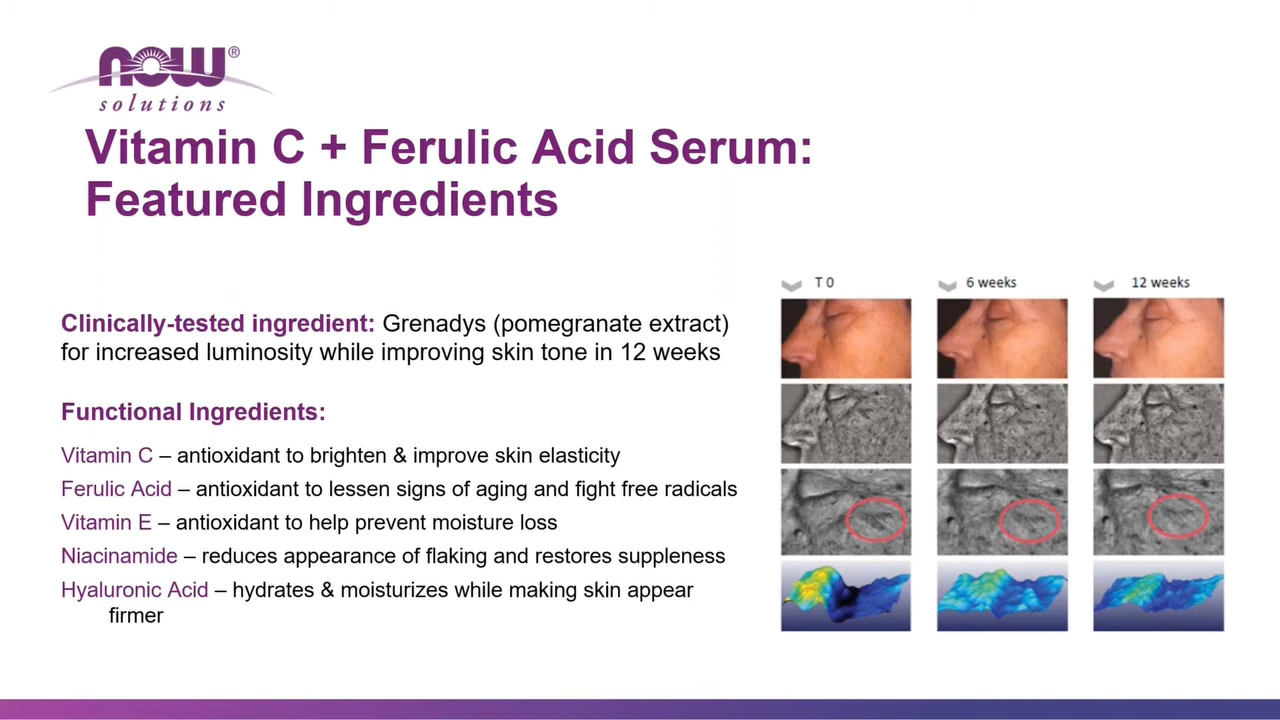 now®
solutions
Vitamin C + Ferulic Acid Serum:
Featured Ingredients
Clinically-tested ingredient: Grenadys (pomegranate extract)
for increased luminosity while improving skin tone in 12 weeks
Functional Ingredients:
Vitamin C – antioxidant to brighten & improve skin elasticity
Ferulic Acid – antioxidant to lessen signs of aging and fight free radicals
Vitamin E – antioxidant to help prevent moisture loss
Niacinamide – reduces appearance of flaking and restores suppleness
Hyaluronic Acid – hydrates & moisturizes while making skin appear
firmer
T 0
6 weeks
12 weeks